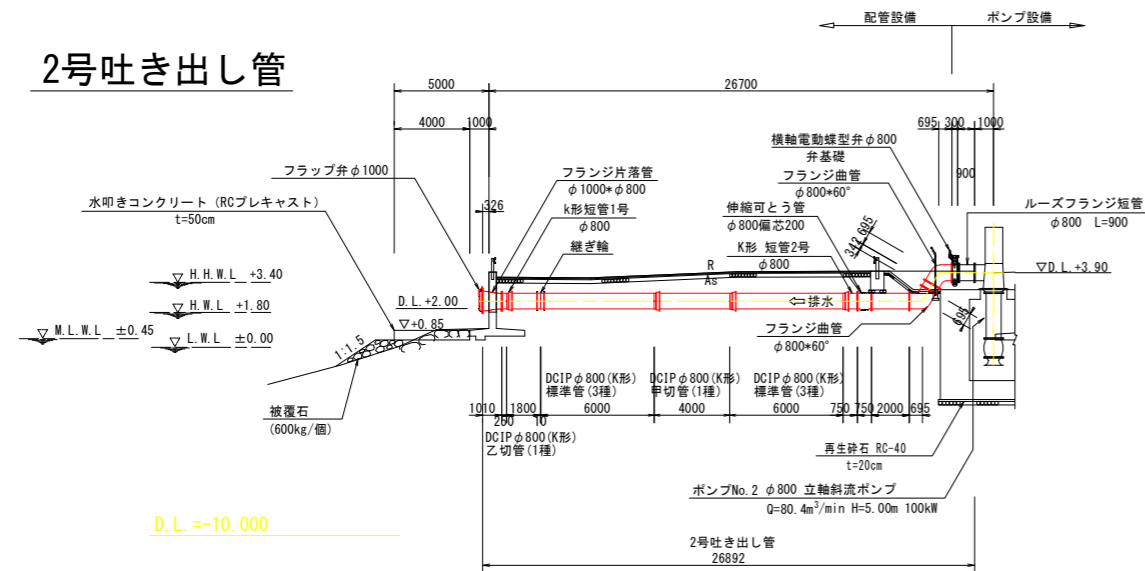 配管設備
ポンプ設備
2号吐き出し管
5000
26700
4000
1000
695
300
1000
横軸電動蝶型弁φ800
弁基礎
900
フラップ弁φ1000
フランジ片落管
φ1000*φ800
フランジ曲管
φ800*60°
水叩きコンクリート (RCプレキャスト)
t=50cm
326
k形短管1号
φ800
伸縮可とう管
φ800偏芯200
342
695
ルーズフランジ短管
φ800 L=900
継ぎ輪
K形 短管2号
φ800
R
As
H.H.W.L +3.40
▽D.L.+3.90
H.W.L +1.80
D.L.+2.00
⇐排水
M.L.W.L ±0.45
L.W.L ±0.00
▽+0.85
695
フランジ曲管
φ800*60°
1:1.5
DCIPφ800(K形)
標準管(3種)
DCIPφ800(K形)
甲切管(1種)
DCIPφ800(K形)
標準管(3種)
被覆石
(600kg/個)
1010
260
1800
10
6000
4000
6000
750
750
2000
695
DCIPφ800(K形)
乙切管(1種)
再生砕石 RC-40
t=20cm
ポンプNo.2 φ800 立軸斜流ポンプ
Q=80.4m³/min H=5.00m 100kW
D.L.=-10.000
2号吐き出し管
26892